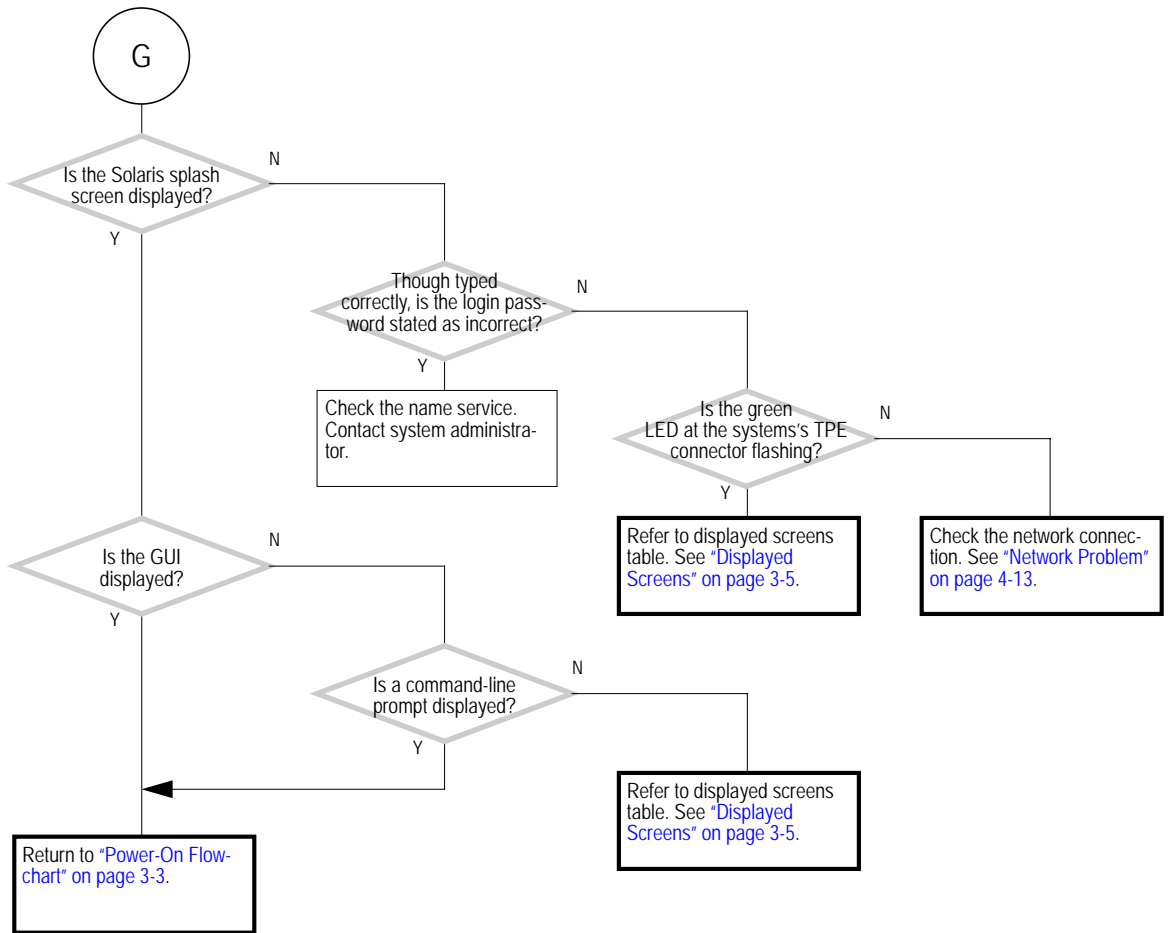 G
Is the Solaris splash
screen displayed?
N
Y
Though typed
correctly, is the login pass-
word stated as incorrect?
N
Y
Check the name service.
Contact system administra-
tor.
Is the green
LED at the systems's TPE
connector flashing?
N
Y
Refer to displayed screens
table. See "Displayed
Screens" on page 3-5.
Check the network connec-
tion. See "Network Problem"
on page 4-13.
Is the GUI
displayed?
N
Y
Is a command-line
prompt displayed?
N
Y
Refer to displayed screens
table. See "Displayed
Screens" on page 3-5.
Return to "Power-On Flow-
chart" on page 3-3.